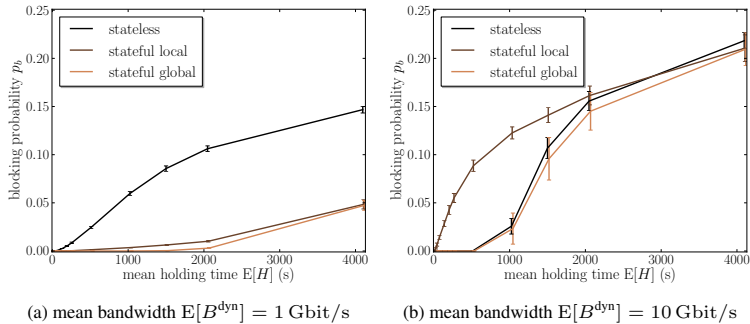 0.25
0.20
0.15
0.10
0.05
0.00
blocking probability p_b
stateless
stateful local
stateful global
0
1000
2000
3000
4000
mean holding time E[H] (s)
(a) mean bandwidth E[B^dyn] = 1 Gbit/s
0.25
0.20
0.15
0.10
0.05
0.00
blocking probability p_b
stateless
stateful local
stateful global
0
1000
2000
3000
4000
mean holding time E[H] (s)
(b) mean bandwidth E[B^dyn] = 10 Gbit/s